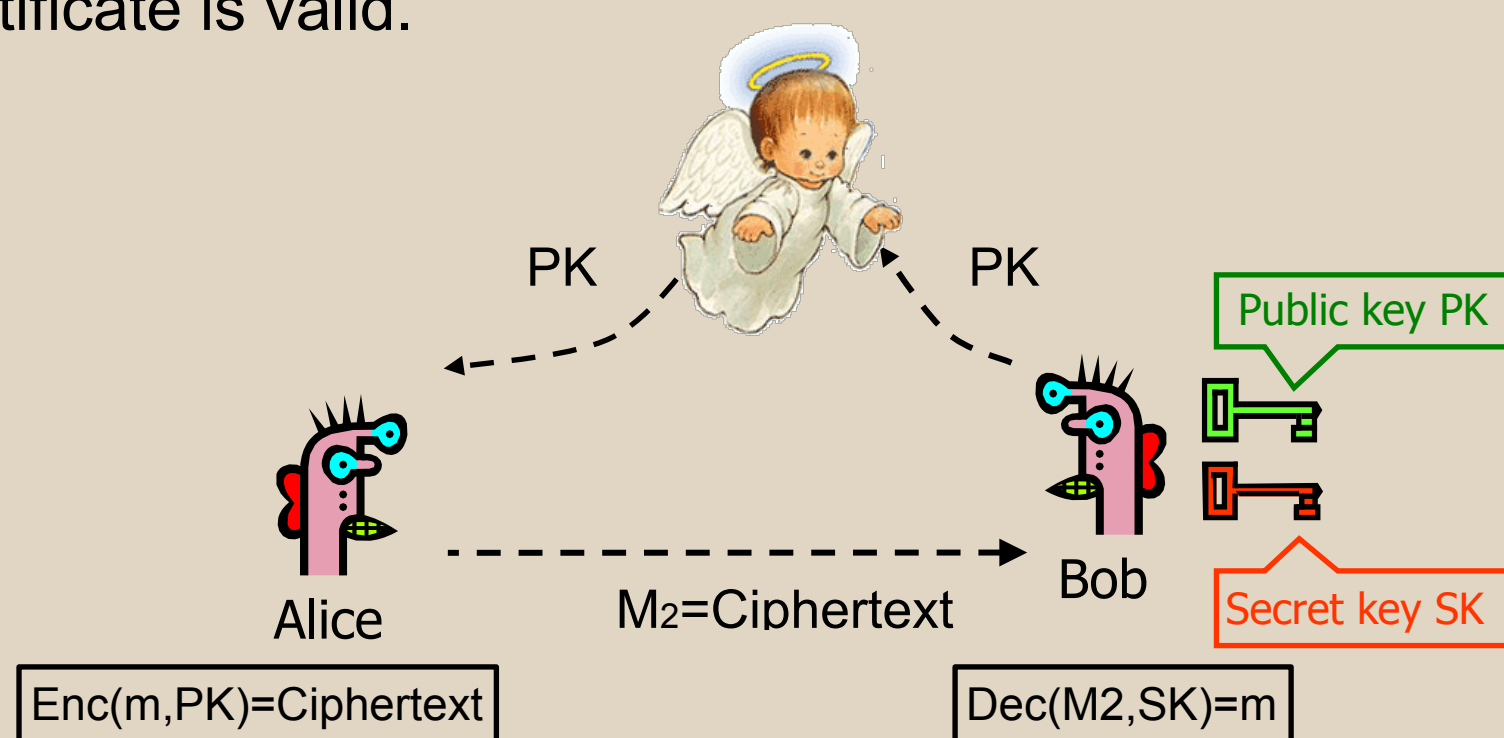 tificate is valid.
PK
PK
Public key PK
Bob
Alice
M2=Ciphertext
Secret key SK
Enc(m,PK)=Ciphertext
Dec(M2,SK)=m